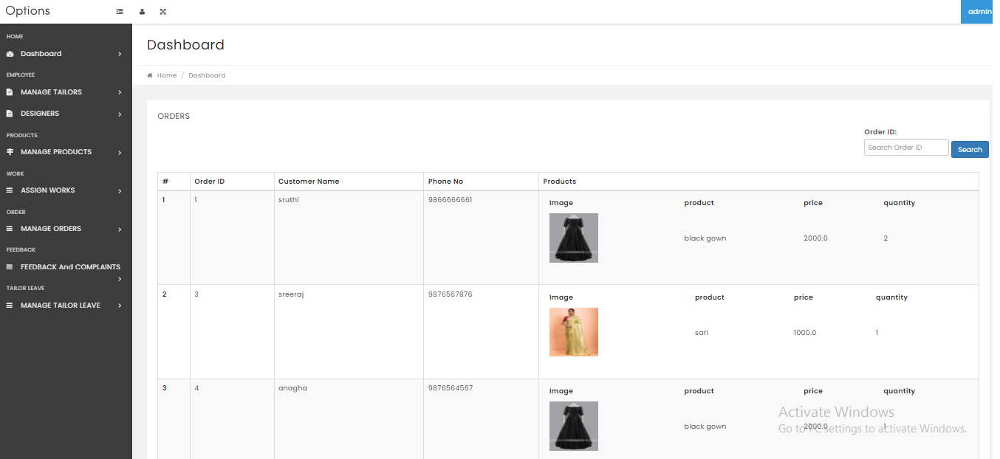 Options
admin
HOME
Dashboard
EMPLOYEE
MANAGE TAILORS
DESIGNERS
PRODUCTS
MANAGE PRODUCTS
WORK
ASSIGN WORKS
ORDER
MANAGE ORDERS
FEEDBACK
FEEDBACK And COMPLAINTS
TAILOR LEAVE
MANAGE TAILOR LEAVE
Dashboard
Home / Dashboard
ORDERS
Order ID:
Search Order ID Search
# Order ID Customer Name Phone No Products
1 1 sruthi 9866666661 Image product price quantity
black gown 2000.0 2
2 3 sreeraj 9876567876 Image product price quantity
sari 1000.0 1
3 4 anagha 9876564567 Image product price quantity
black gown 2000.0 1
Activate Windows
Go to PC settings to activate Windows.